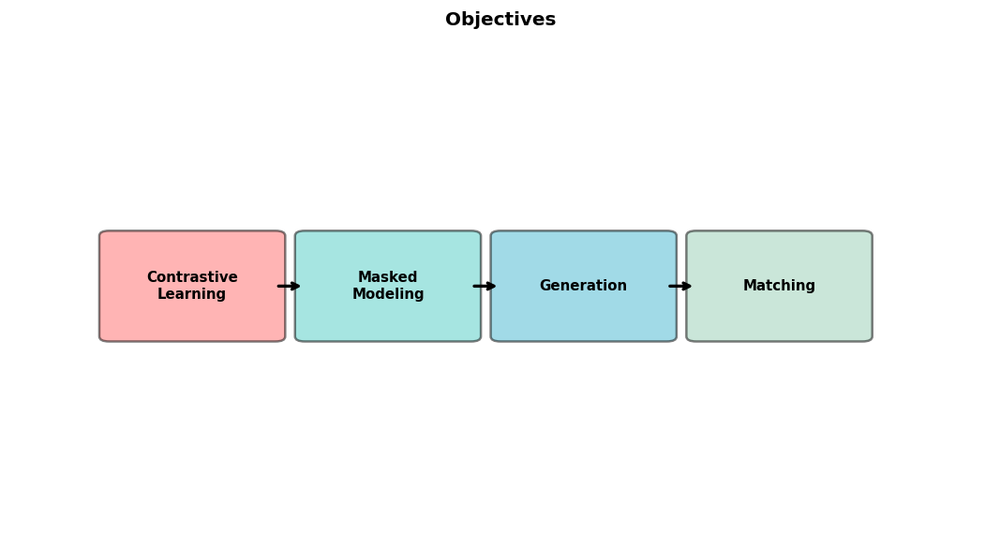 Objectives
Contrastive
Learning
Masked
Modeling
Generation
Matching